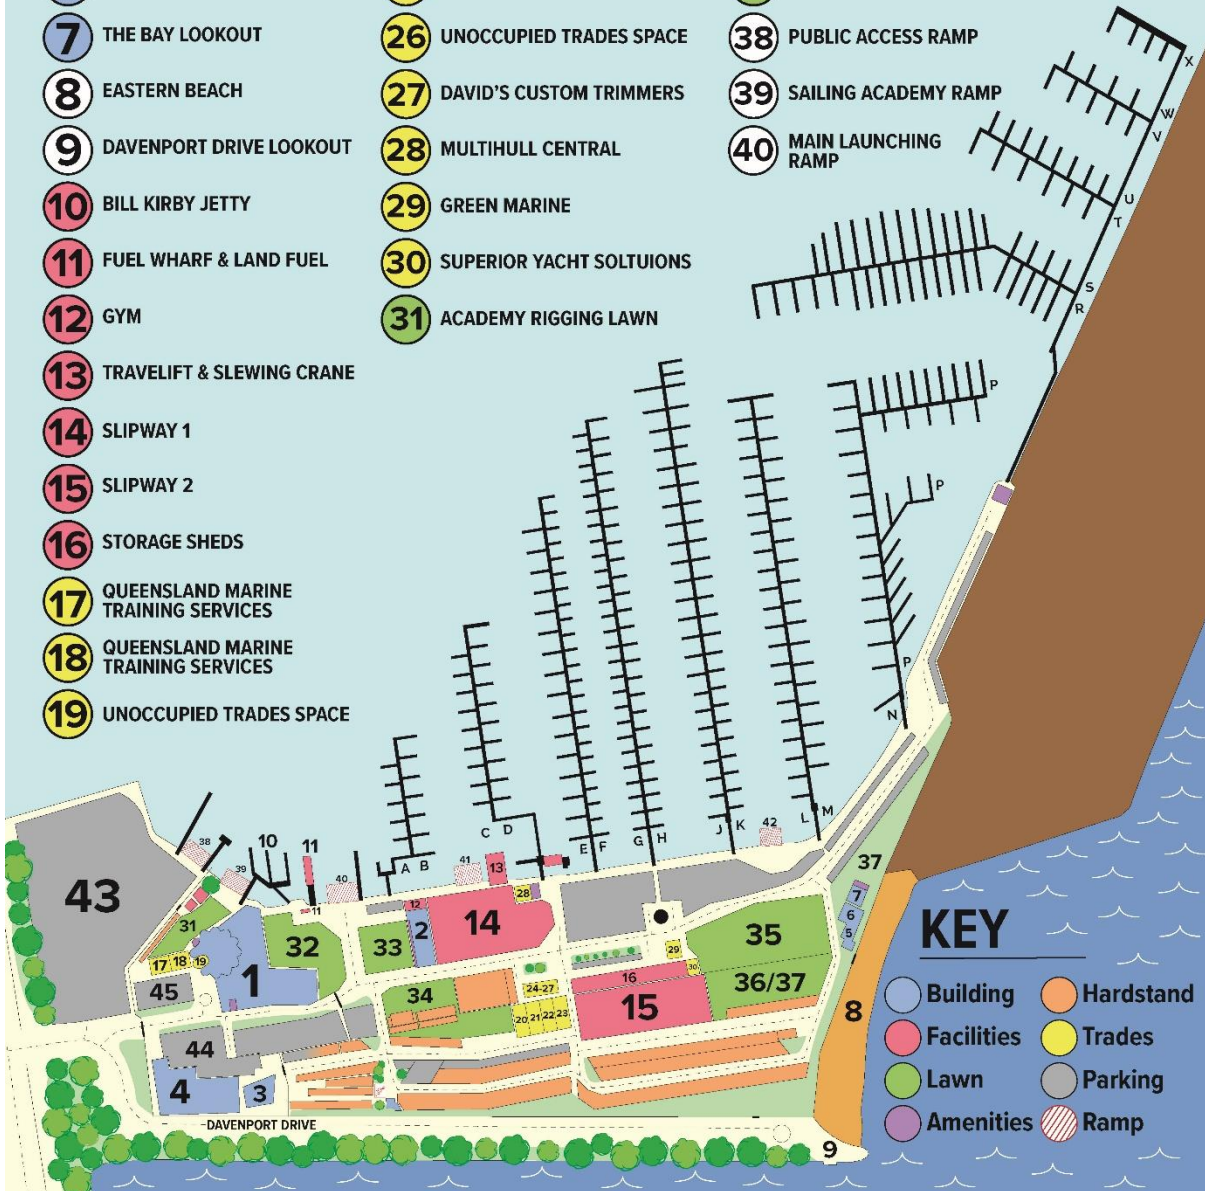 7 THE BAY LOOKOUT
8 EASTERN BEACH
9 DAVENPORT DRIVE LOOKOUT
10 BILL KIRBY JETTY
11 FUEL WHARF & LAND FUEL
12 GYM
13 TRAVELIFT & SLEWING CRANE
14 SLIPWAY 1
15 SLIPWAY 2
16 STORAGE SHEDS
17 QUEENSLAND MARINE
TRAINING SERVICES
18 QUEENSLAND MARINE
TRAINING SERVICES
19 UNOCCUPIED TRADES SPACE
26 UNOCCUPIED TRADES SPACE
27 DAVID'S CUSTOM TRIMMERS
28 MULTIHULL CENTRAL
29 GREEN MARINE
30 SUPERIOR YACHT SOLTUIONS
31 ACADEMY RIGGING LAWN
38 PUBLIC ACCESS RAMP
39 SAILING ACADEMY RAMP
40 MAIN LAUNCHING
RAMP
X
W
V
U
T
S
R
P
P
P
N
M
L
K
J
H
G
F
E
D
C
B
A
38
39
10
11
40
41
13
42
43
31
17 18 19
45
1
32
11
33
12
2
14
28
29
30
35
36/37
37
7
6
5
8
34
24-27
20 21 22 23
16
15
44
4
3
9
DAVENPORT DRIVE
KEY
Building
Hardstand
Facilities
Trades
Lawn
Parking
Amenities
Ramp